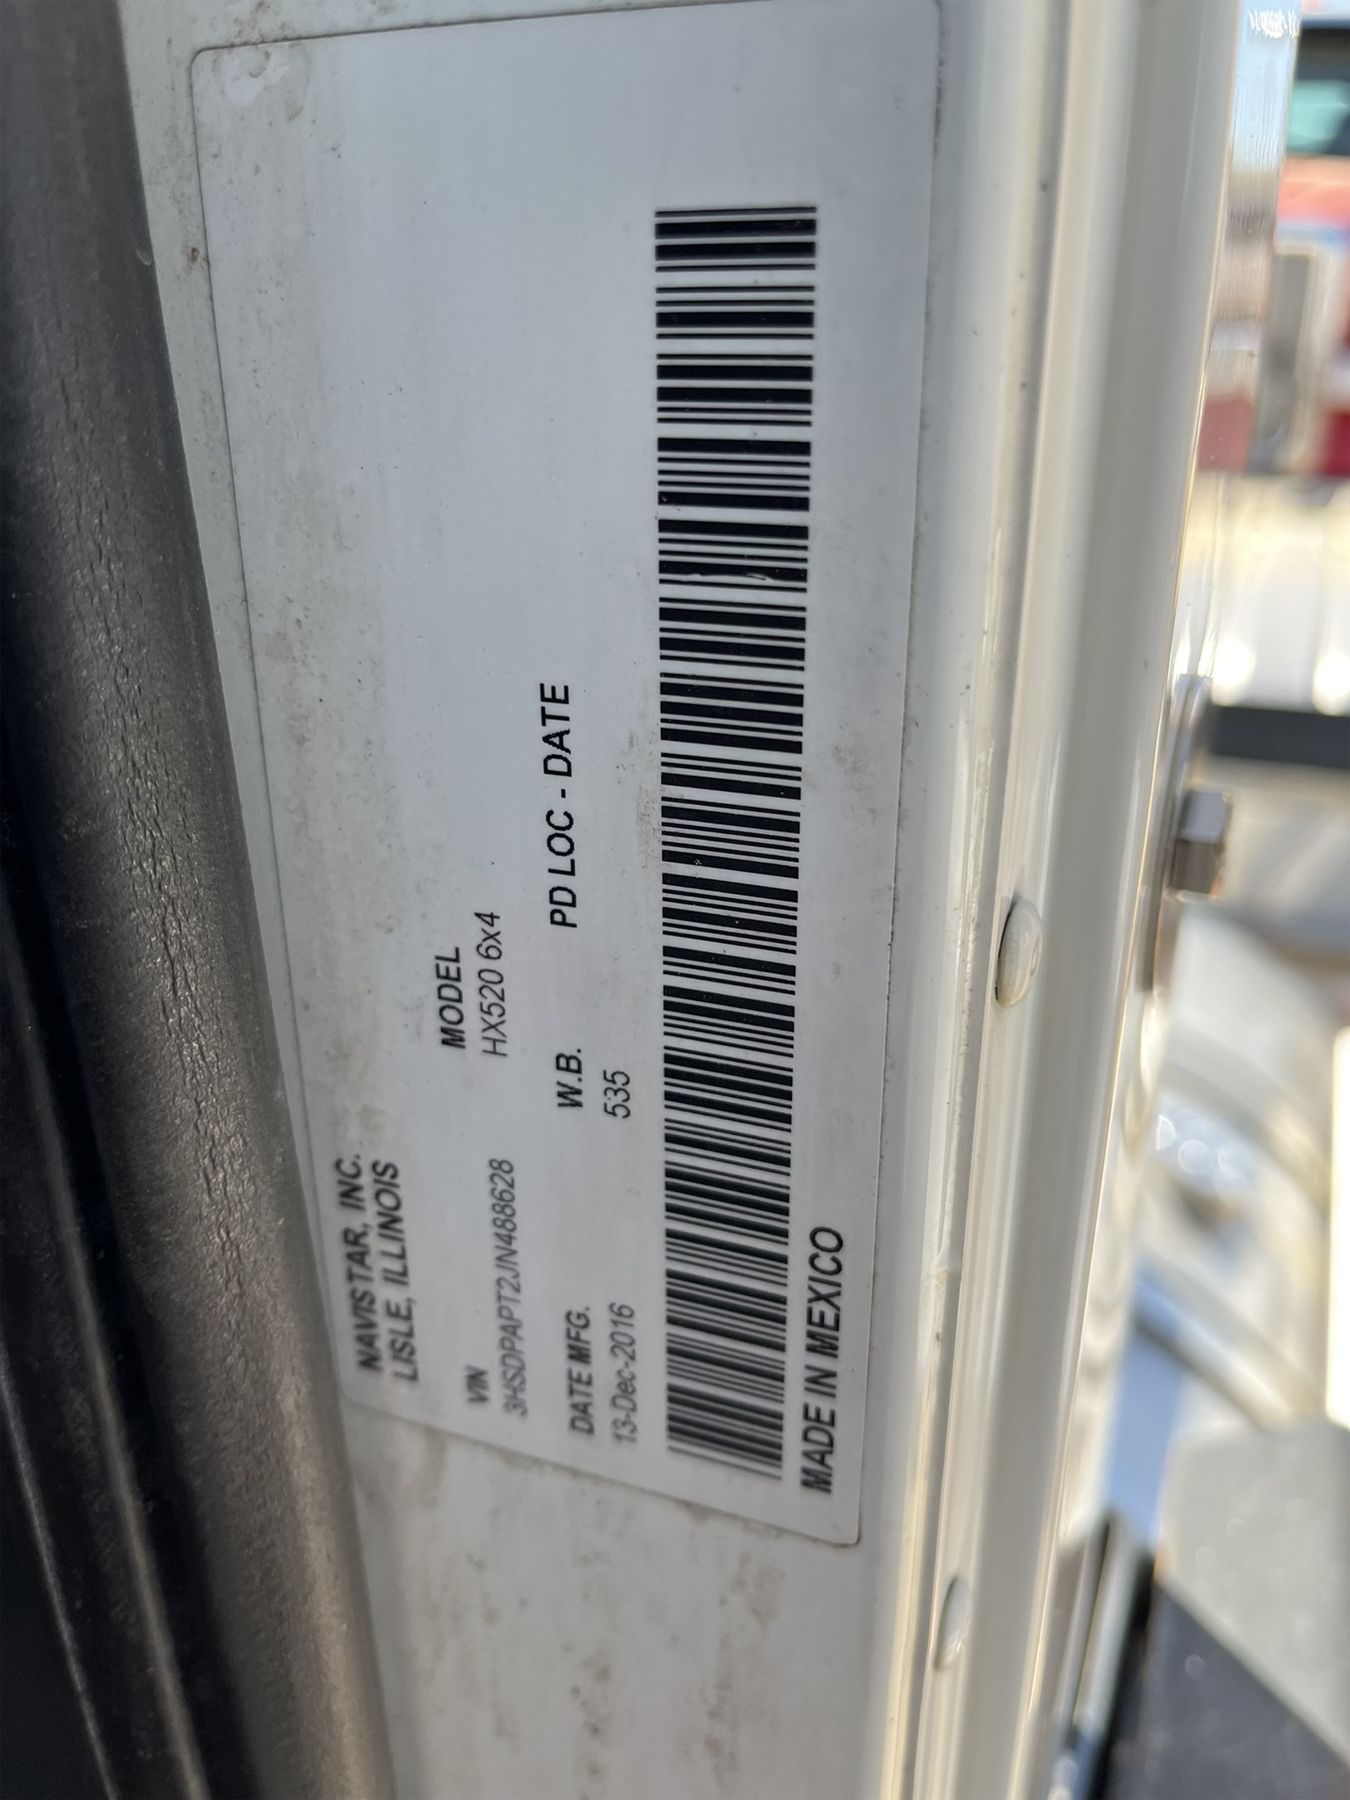 NAVISTAR, INC.
LISLE, ILLINOIS
VIN MODEL
3HSDPAPT2JN488628 HX520 6x4
DATE MFG. W.B. PD LOC - DATE
13-Dec-2016 535
MADE IN MEXICO